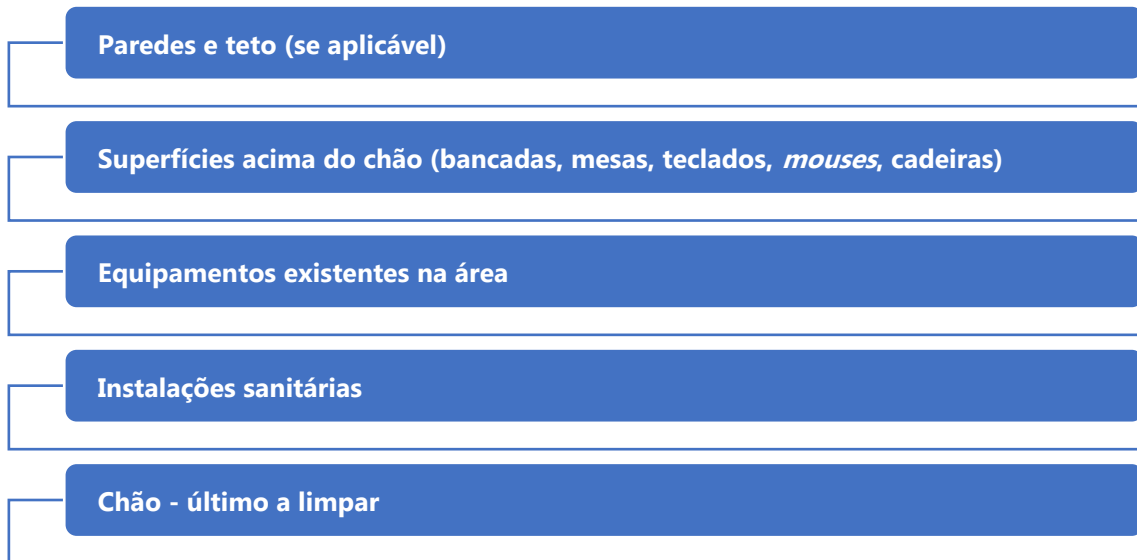 Paredes e teto (se aplicável)
Superfícies acima do chão (bancadas, mesas, teclados, mouses, cadeiras)
Equipamentos existentes na área
Instalações sanitárias
Chão - último a limpar